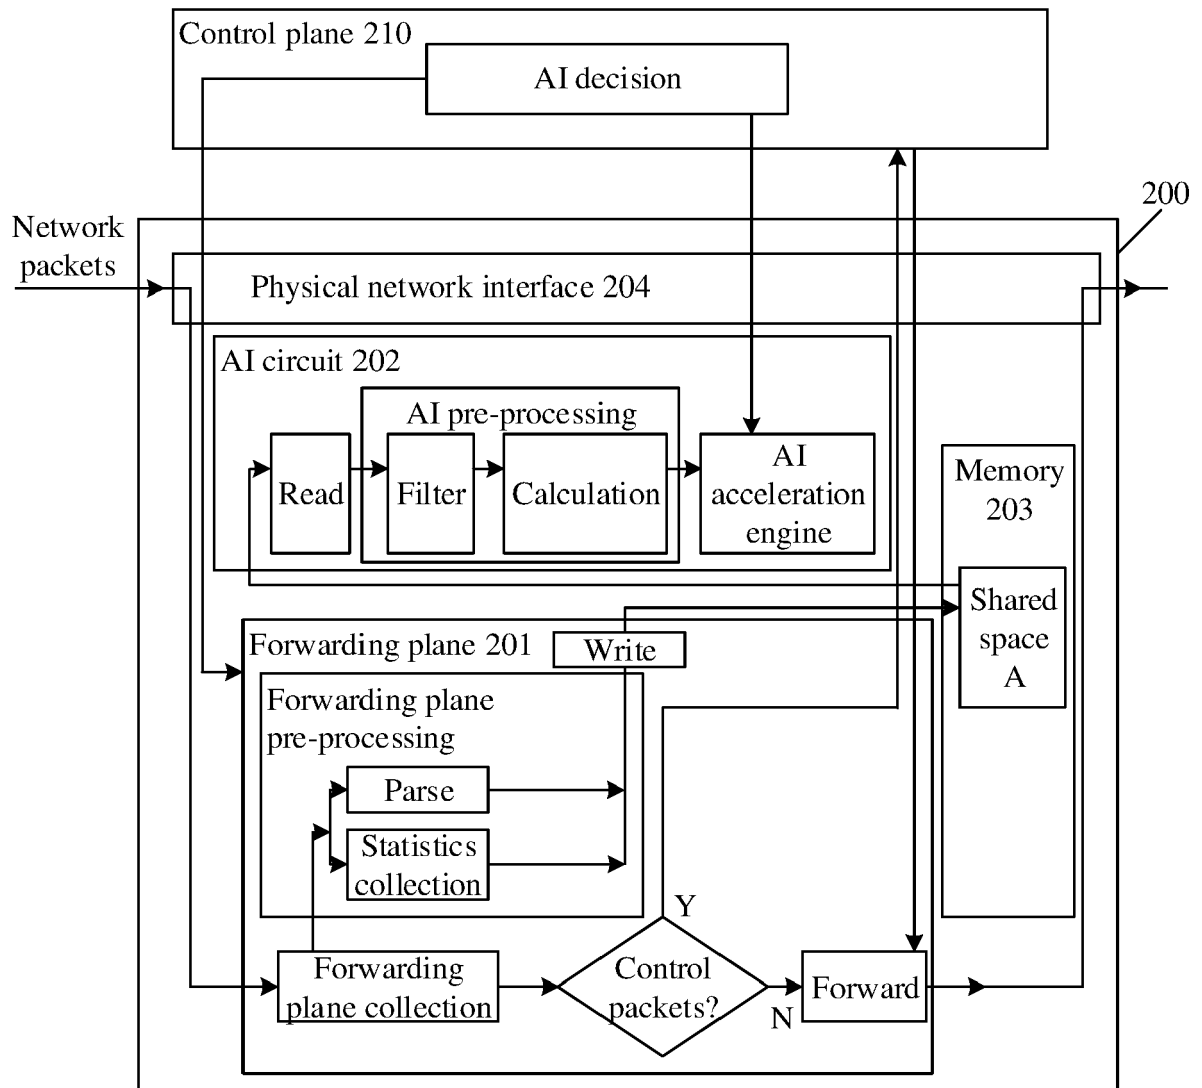 Control plane 210
AI decision
200
Network
packets
Physical network interface 204
AI circuit 202
AI pre-processing
Read
Filter
Calculation
AI
acceleration
engine
Memory
203
Shared
space
A
Forwarding plane 201
Write
Forwarding plane
pre-processing
Parse
Statistics
collection
Y
Forwarding
plane collection
Control
packets?
N
Forward